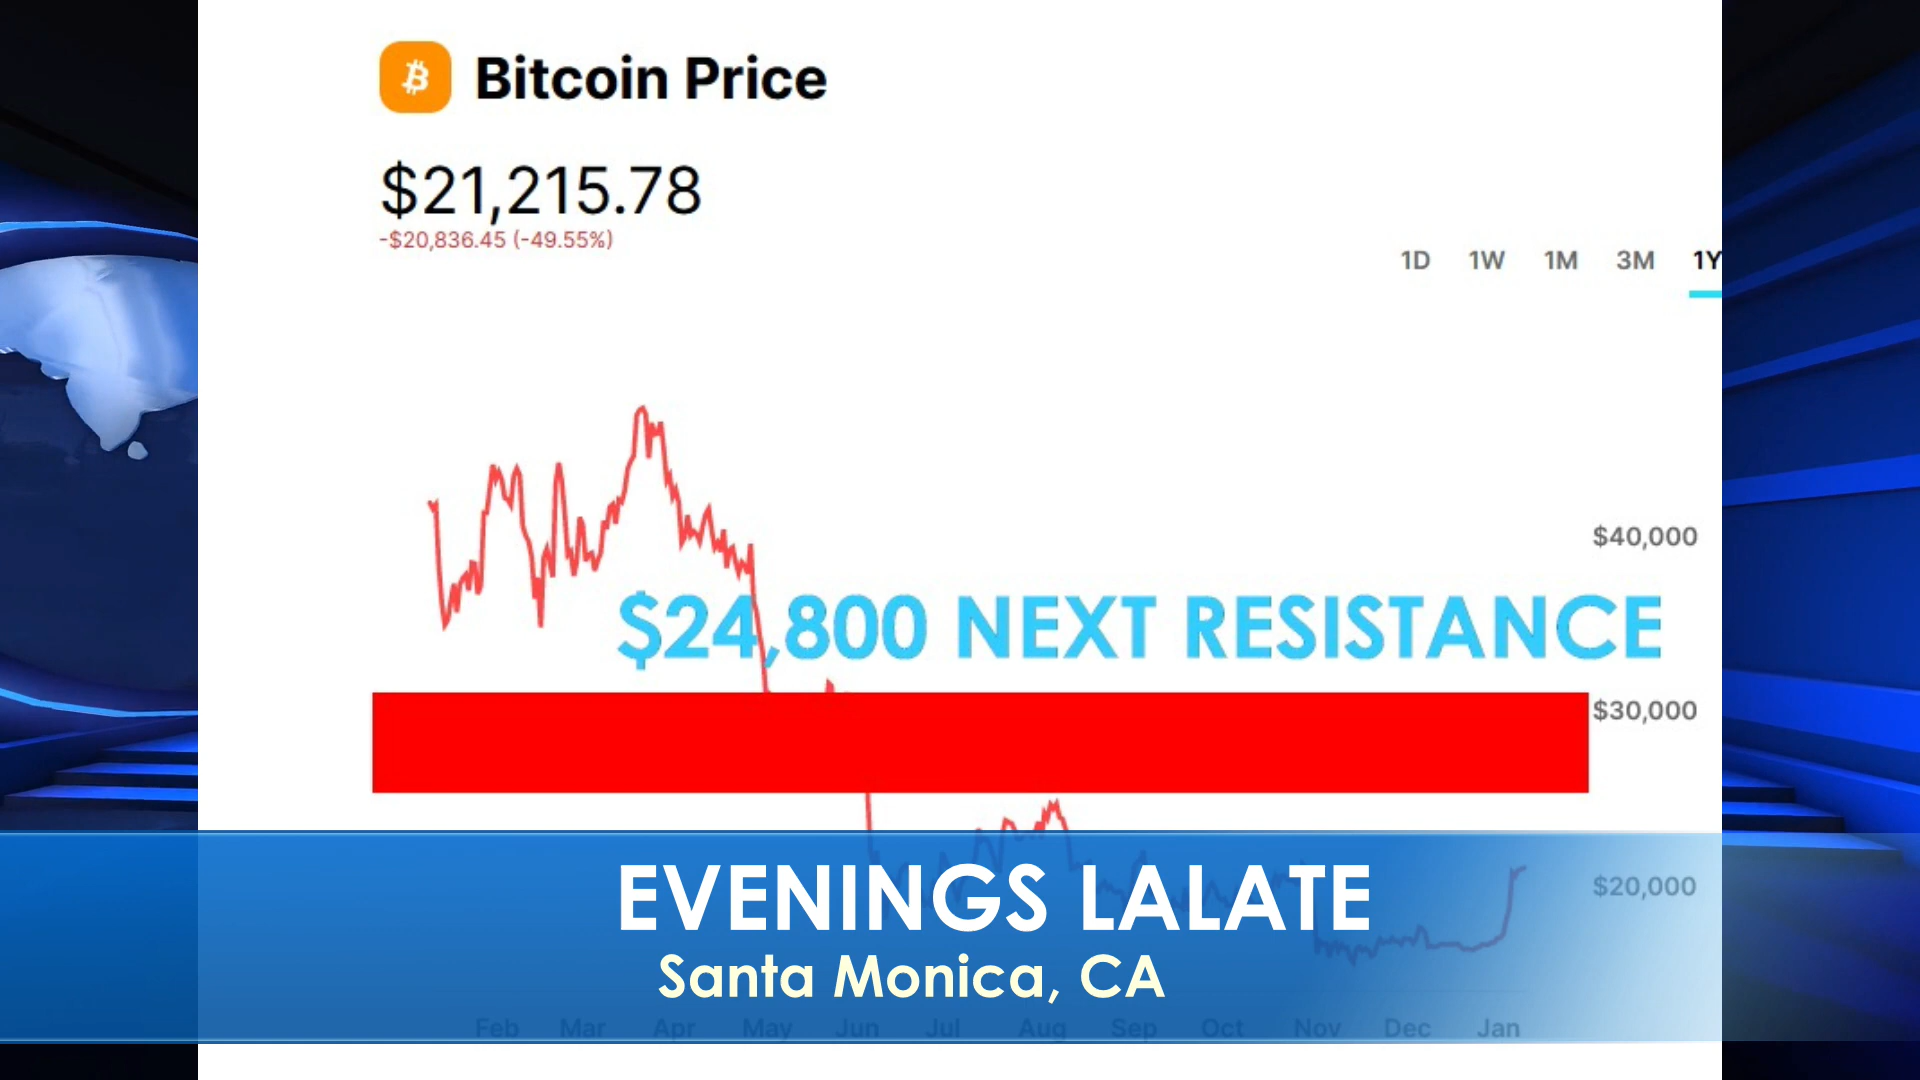 Bitcoin Price
$21,215.78
-$20,836.45 (-49.55%)
1D 1W 1M 3M 1Y
$40,000
$24,800 NEXT RESISTANCE
$30,000
EVENINGS LALATE
$20,000
Santa Monica, CA
Feb Mar Apr May Jun Jul Aug Sep Oct Nov Dec Jan